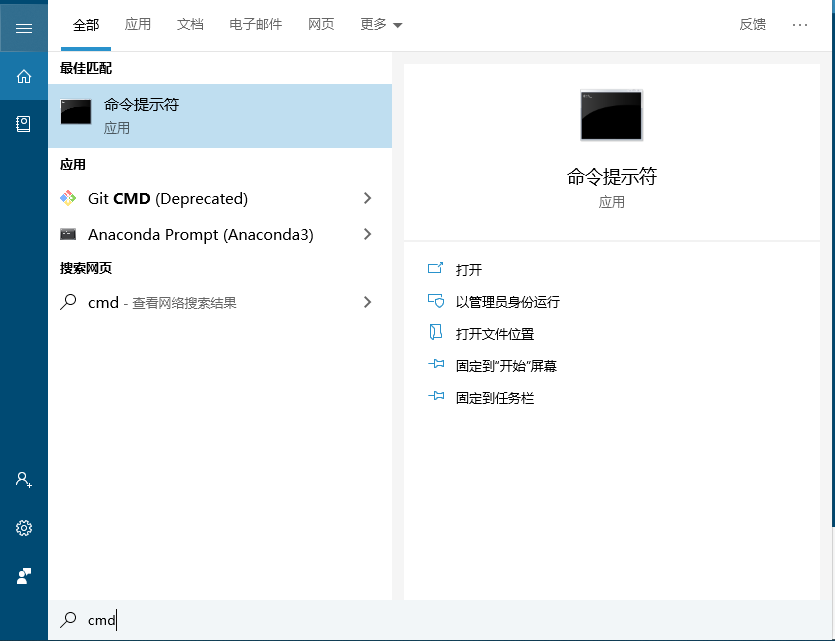 全部 应用 文档 电子邮件 网页 更多 反馈 ···
最佳匹配
命令提示符
应用
应用
Git CMD (Deprecated)
Anaconda Prompt (Anaconda3)
搜索网页
cmd - 查看网络搜索结果
命令提示符
应用
打开
以管理员身份运行
打开文件位置
固定到"开始"屏幕
固定到任务栏
cmd